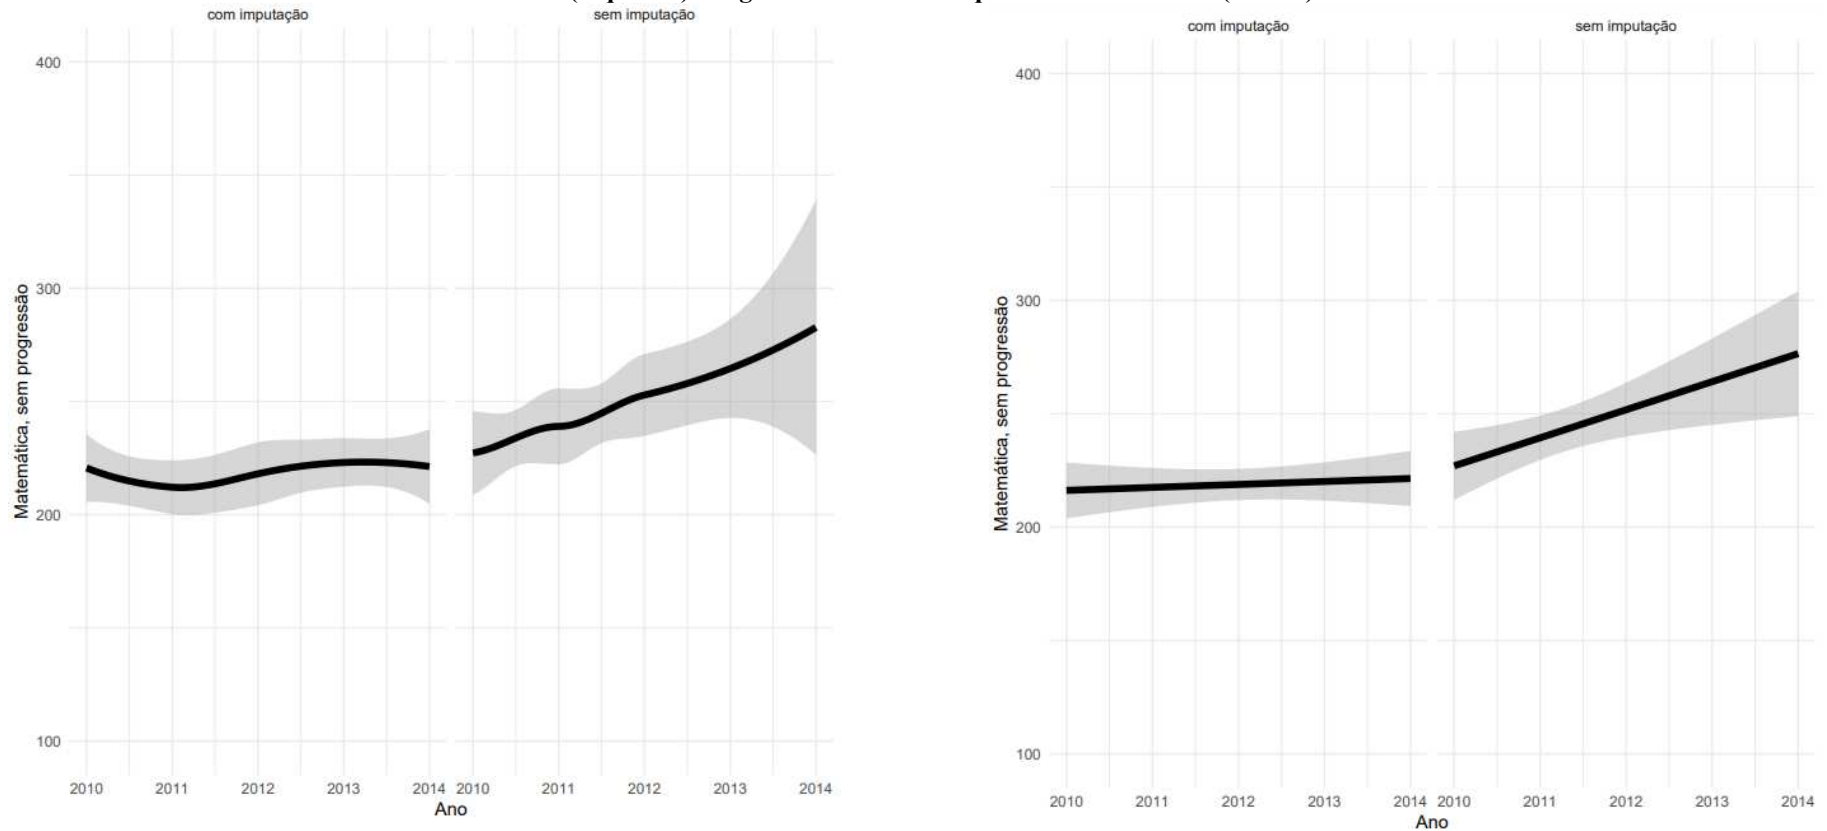 com imputação
sem imputação
400
300
200
100
Matemática, sem progressão
2010 2011 2012 2013 2014 2010 2011 2012 2013 2014
Ano
com imputação
sem imputação
400
300
200
100
Matemática, sem progressão
2010 2011 2012 2013 2014 2010 2011 2012 2013 2014
Ano